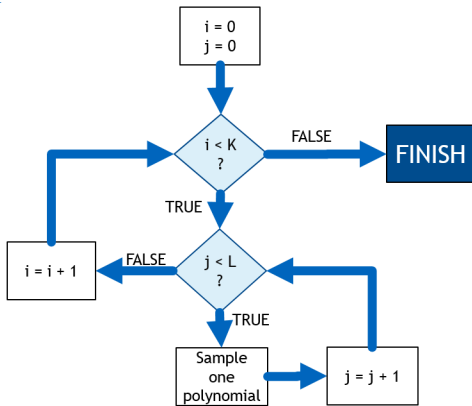 i = 0
j = 0
i < K
?
FALSE
FINISH
TRUE
j < L
?
FALSE
i = i + 1
TRUE
Sample
one
polynomial
j = j + 1